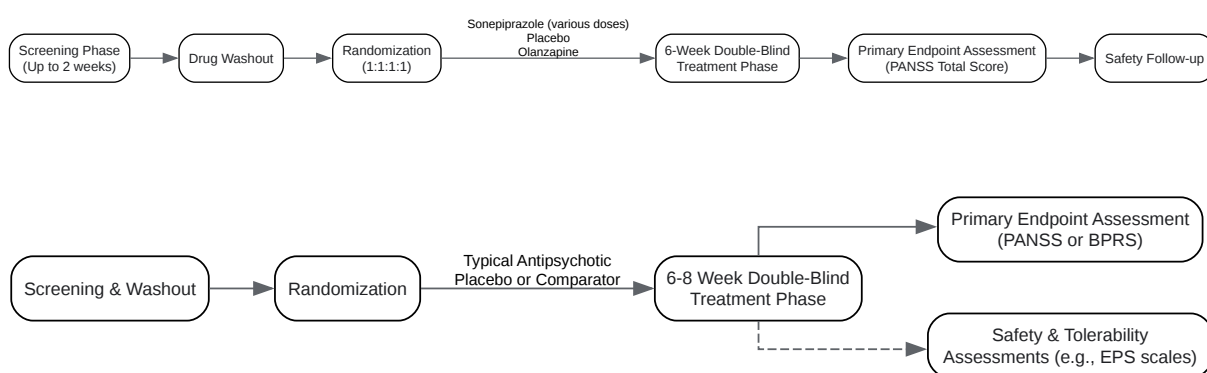 Sonepiprazole (various doses)
Placebo
Olanzapine
Screening Phase
(Up to 2 weeks)
Drug Washout
Randomization
(1:1:1:1)
6-Week Double-Blind
Treatment Phase
Primary Endpoint Assessment
(PANSS Total Score)
Safety Follow-up
Screening & Washout
Randomization
Typical Antipsychotic
Placebo or Comparator
6-8 Week Double-Blind
Treatment Phase
Primary Endpoint Assessment
(PANSS or BPRS)
Safety & Tolerability
Assessments (e.g., EPS scales)